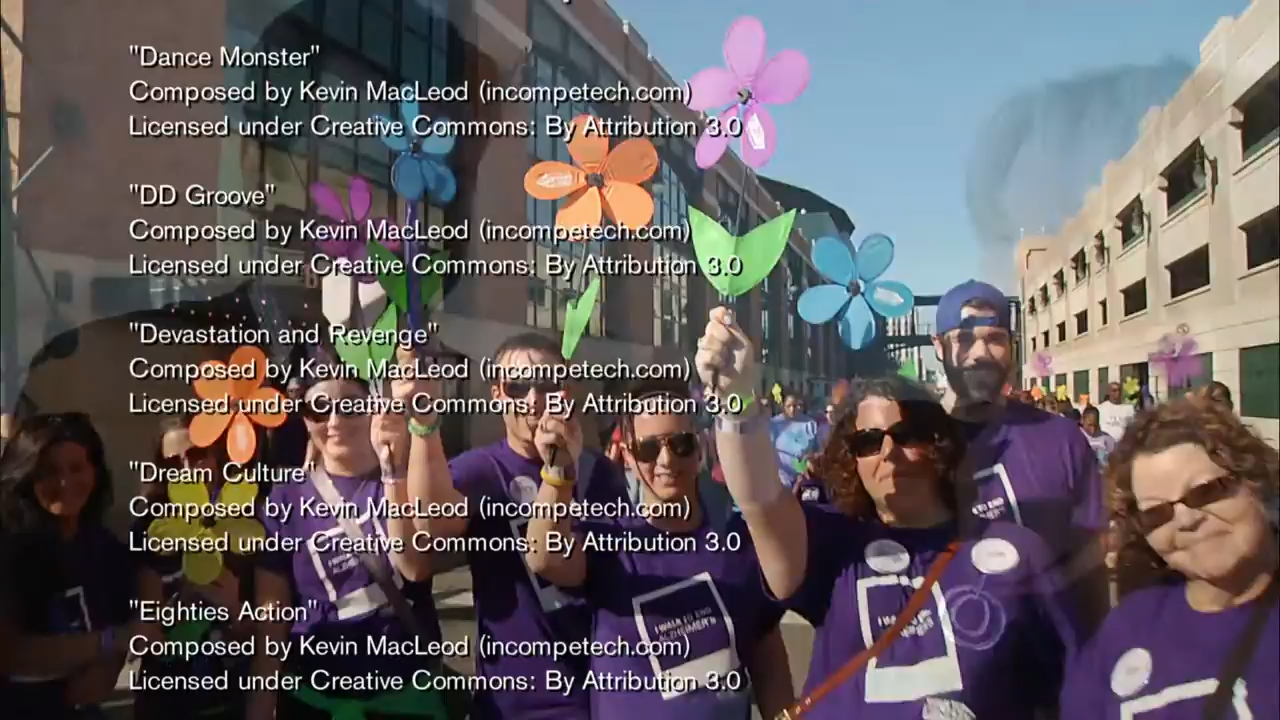 "Dance Monster"
Composed by Kevin MacLeod (incompetech.com)
Licensed under Creative Commons: By Attribution 3.0
"DD Groove"
Composed by Kevin MacLeod (incompetech.com)
Licensed under Creative Commons: By Attribution 3.0
"Devastation and Revenge"
Composed by Kevin MacLeod (incompetech.com)
Licensed under Creative Commons: By Attribution 3.0
"Dream Culture"
Composed by Kevin MacLeod (incompetech.com)
Licensed under Creative Commons: By Attribution 3.0
"Eighties Action"
Composed by Kevin MacLeod (incompetech.com)
Licensed under Creative Commons: By Attribution 3.0
I WALK TO END
ALZHEIMER'S